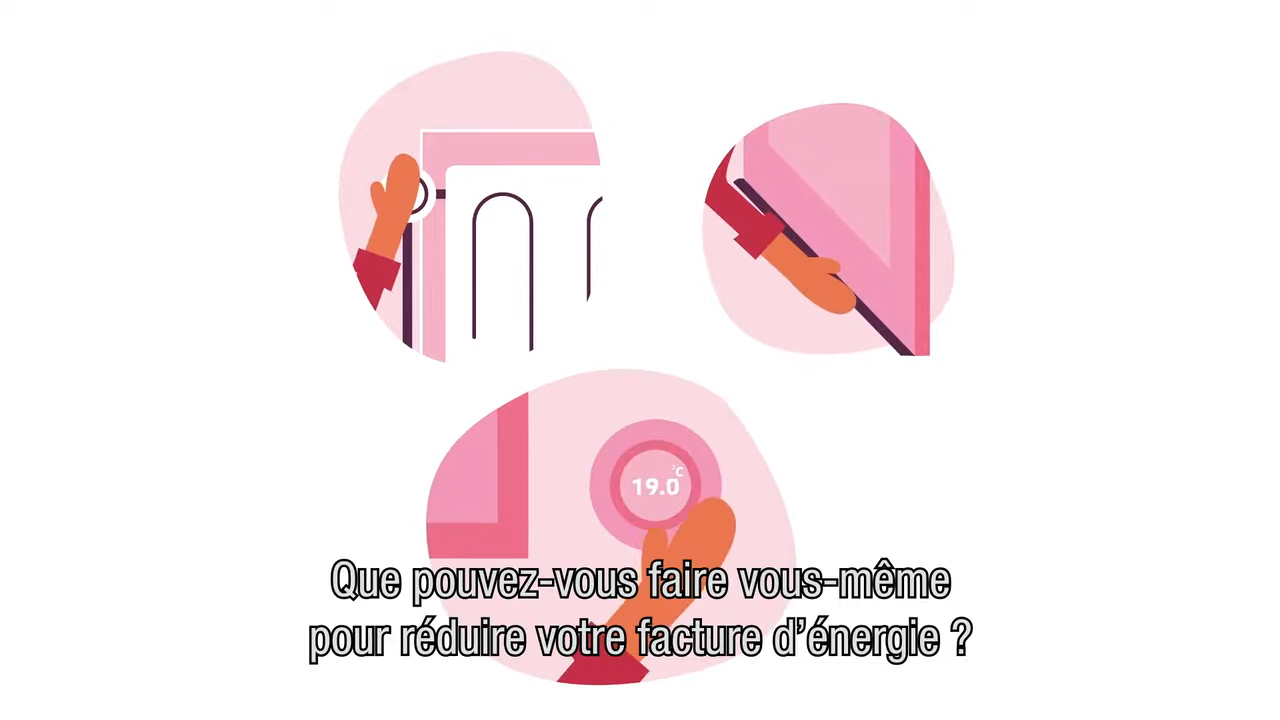 19.0°C
Que pouvez-vous faire vous-même
pour réduire votre facture d’énergie ?